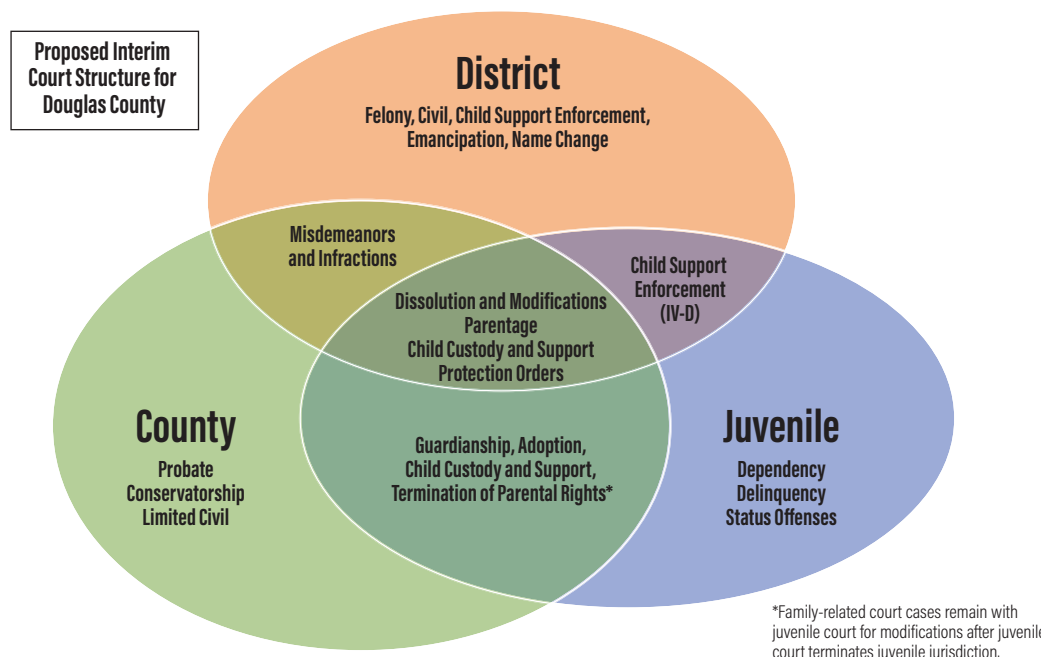 Proposed Interim
Court Structure for
Douglas County
District
Felony, Civil, Child Support Enforcement,
Emancipation, Name Change
Misdemeanors
and Infractions
Child Support
Enforcement
(IV-D)
Dissolution and Modifications
Parentage
Child Custody and Support
Protection Orders
County
Probate
Conservatorship
Limited Civil
Guardianship, Adoption,
Child Custody and Support,
Termination of Parental Rights*
Juvenile
Dependency
Delinquency
Status Offenses
*Family-related court cases remain with
juvenile court for modifications after juvenile
court terminates juvenile jurisdiction.